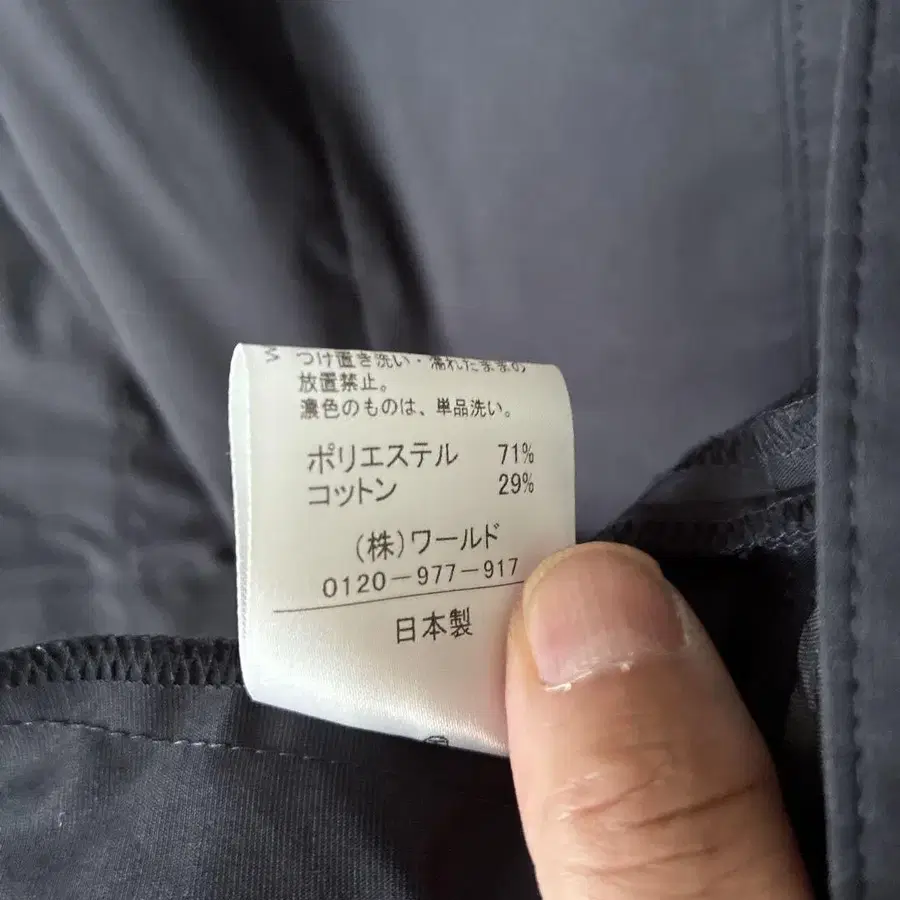 つけ置き洗い・濡れたままの
放置禁止。
濃色のものは、単品洗い。
ポリエステル 71%
コットン 29%
(株)ワールド
0120-977-917
日本製